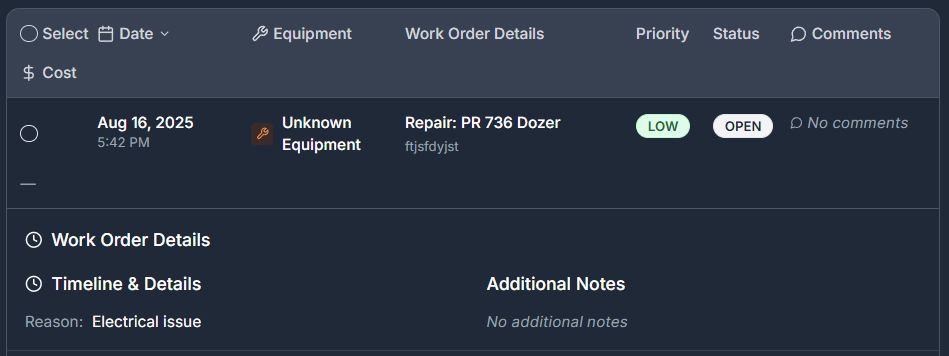 Select Date Equipment Work Order Details Priority Status Comments
$ Cost
Aug 16, 2025 Unknown Equipment Repair: PR 736 Dozer LOW OPEN No comments
5:42 PM ftjsfdyjst
—
Work Order Details
Timeline & Details Additional Notes
Reason: Electrical issue No additional notes